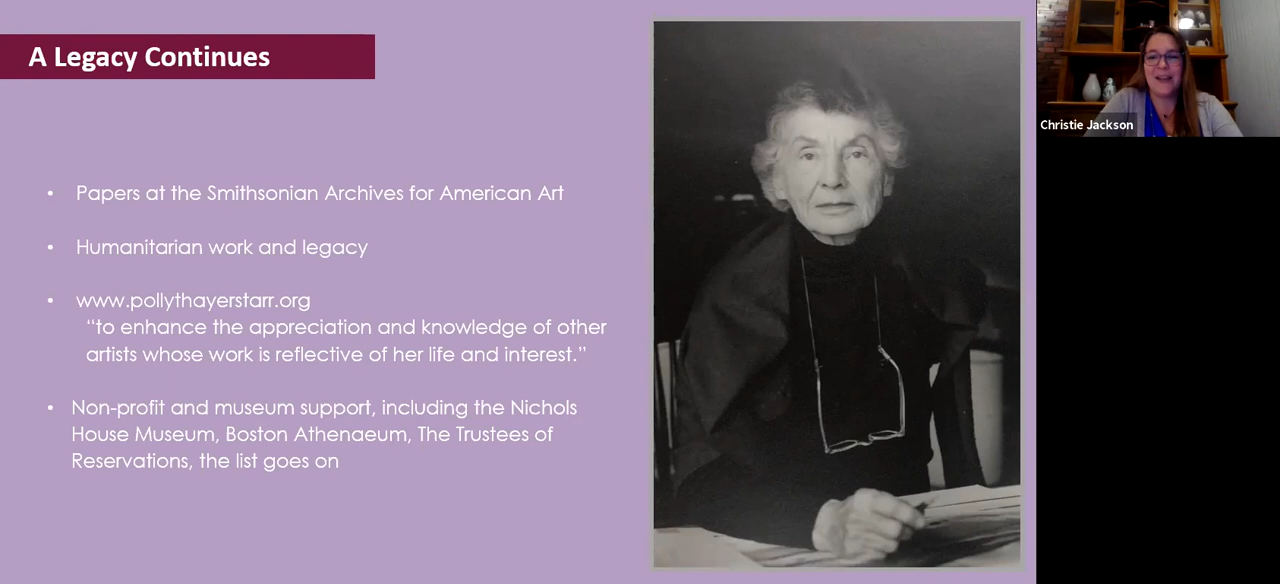 A Legacy Continues
• Papers at the Smithsonian Archives for American Art
• Humanitarian work and legacy
• www.pollythayerstarr.org
“to enhance the appreciation and knowledge of other
artists whose work is reflective of her life and interest.”
• Non-profit and museum support, including the Nichols
House Museum, Boston Athenaeum, The Trustees of
Reservations, the list goes on
Christie Jackson